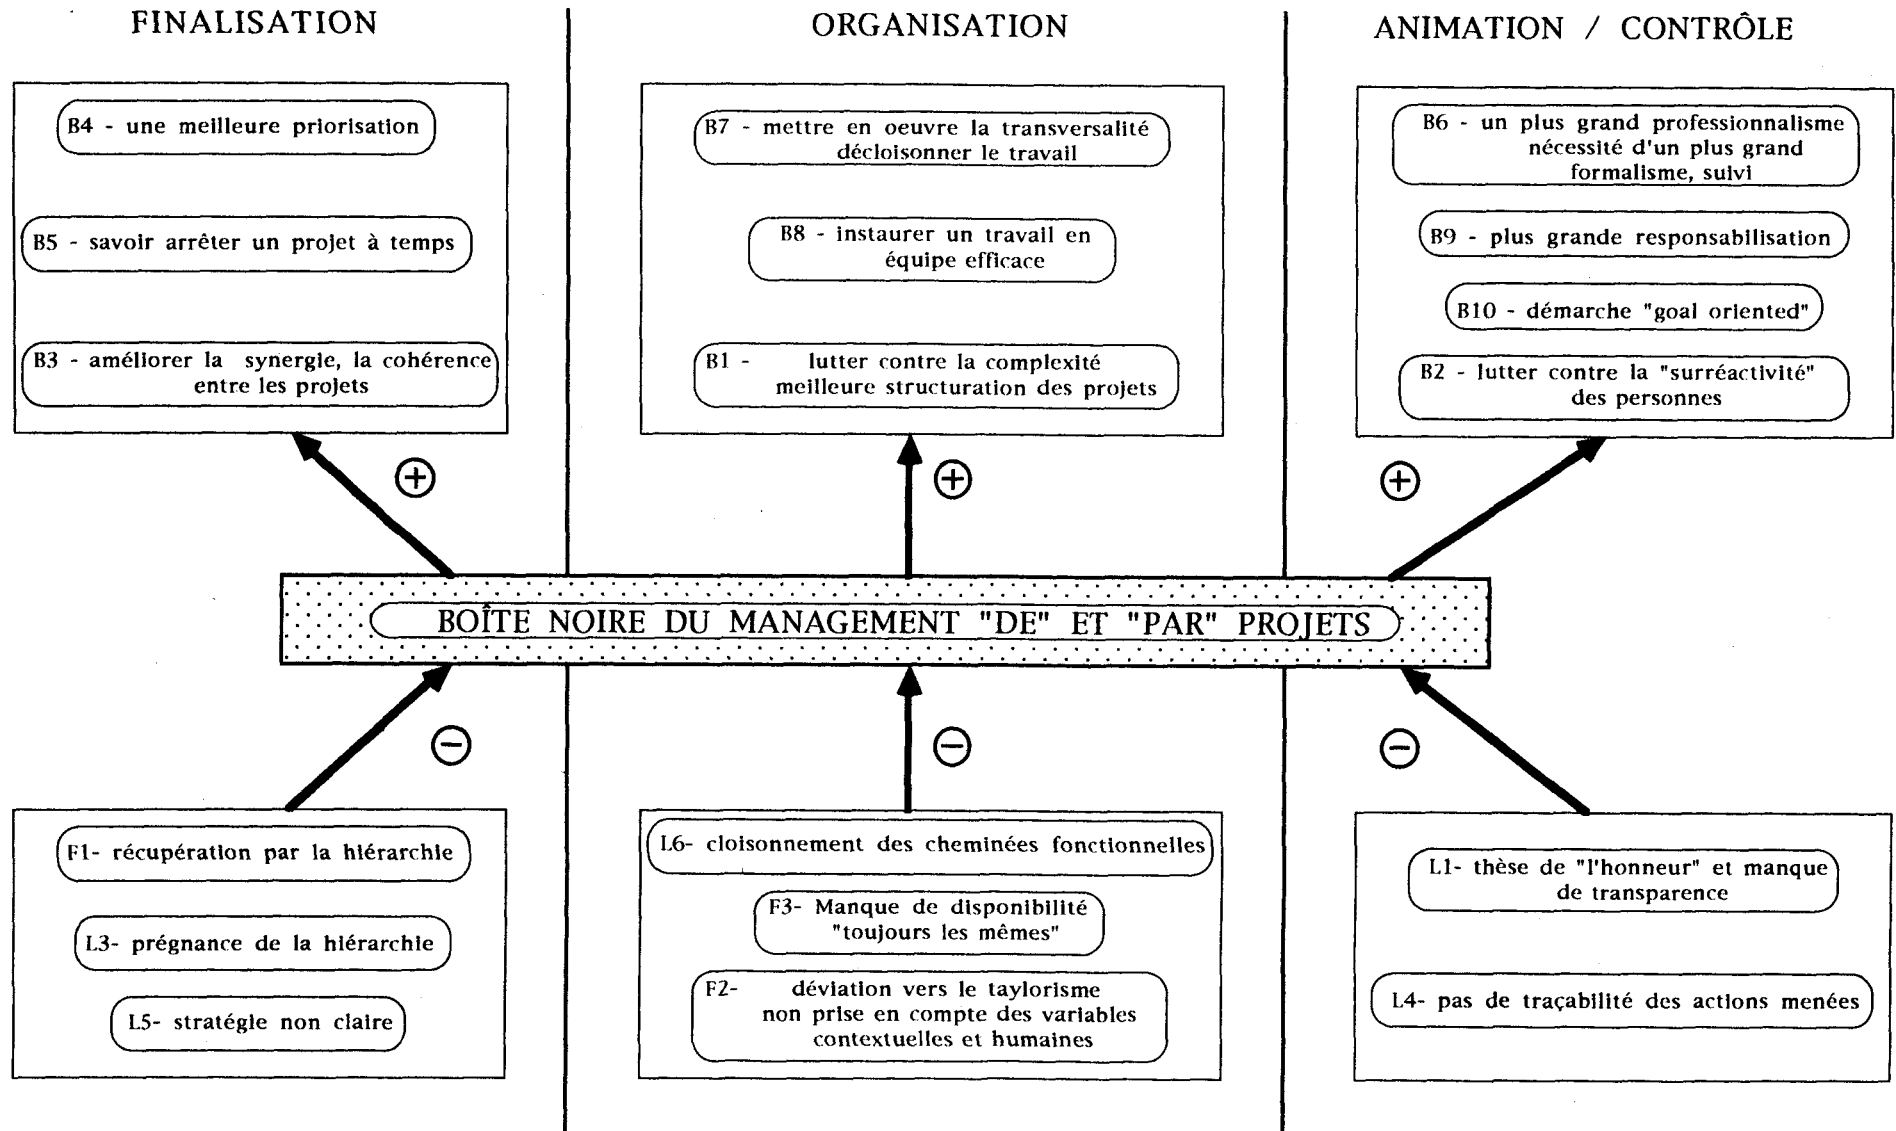 FINALISATION
B4 - une meilleure priorisation
B5 - savoir arrêter un projet à temps
B3 - améliorer la synergie, la cohérence
entre les projets
⊕
ORGANISATION
B7 - mettre en oeuvre la transversalité
décloisonner le travail
B8 - instaurer un travail en
équipe efficace
B1 - lutter contre la complexité
meilleure structuration des projets
⊕
ANIMATION / CONTRÔLE
B6 - un plus grand professionnalisme
nécessité d'un plus grand
formalisme, suivi
B9 - plus grande responsabilisation
B10 - démarche "goal oriented"
B2 - lutter contre la "surréactivité"
des personnes
⊕
BOÎTE NOIRE DU MANAGEMENT "DE" ET "PAR" PROJETS
⊖
F1- récupération par la hiérarchie
L3- prégnance de la hiérarchie
L5- stratégie non claire
⊖
L6- cloisonnement des cheminées fonctionnelles
F3- Manque de disponibilité
"toujours les mêmes"
F2- déviation vers le taylorisme
non prise en compte des variables
contextuelles et humaines
⊖
L1- thèse de "l'honneur" et manque
de transparence
L4- pas de traçabilité des actions menées